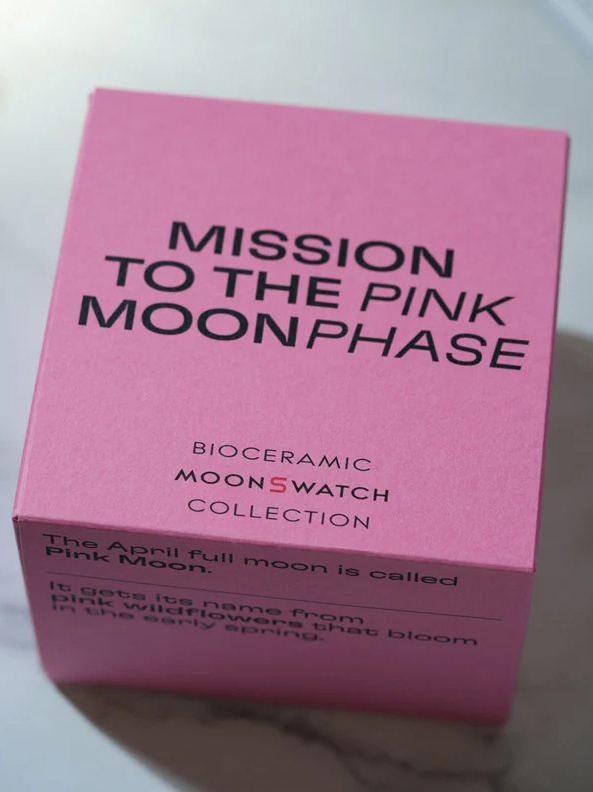 MISSION
TO THE PINK
MOONPHASE
BIOCERAMIC
MOONSWATCH
COLLECTION
The April full moon is called
Pink Moon.
It gets its name from
pink wildflowers that bloom
in the early spring.